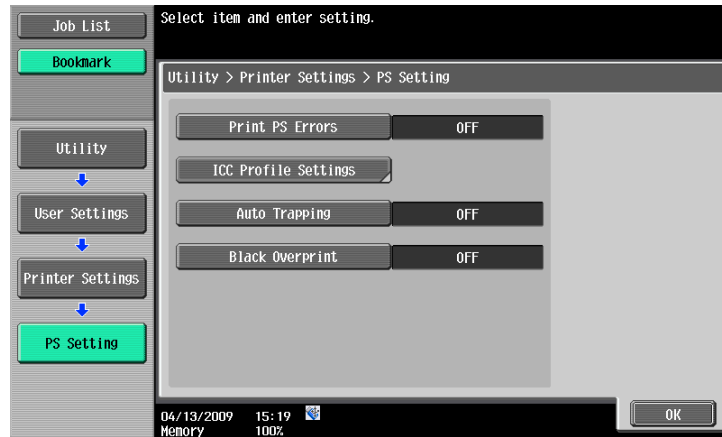 Job List
Bookmark
Utility
User Settings
Printer Settings
PS Setting
Select item and enter setting.
Utility > Printer Settings > PS Setting
Print PS Errors OFF
ICC Profile Settings
Auto Trapping OFF
Black Overprint OFF
04/13/2009 15:19
Memory 100%
OK